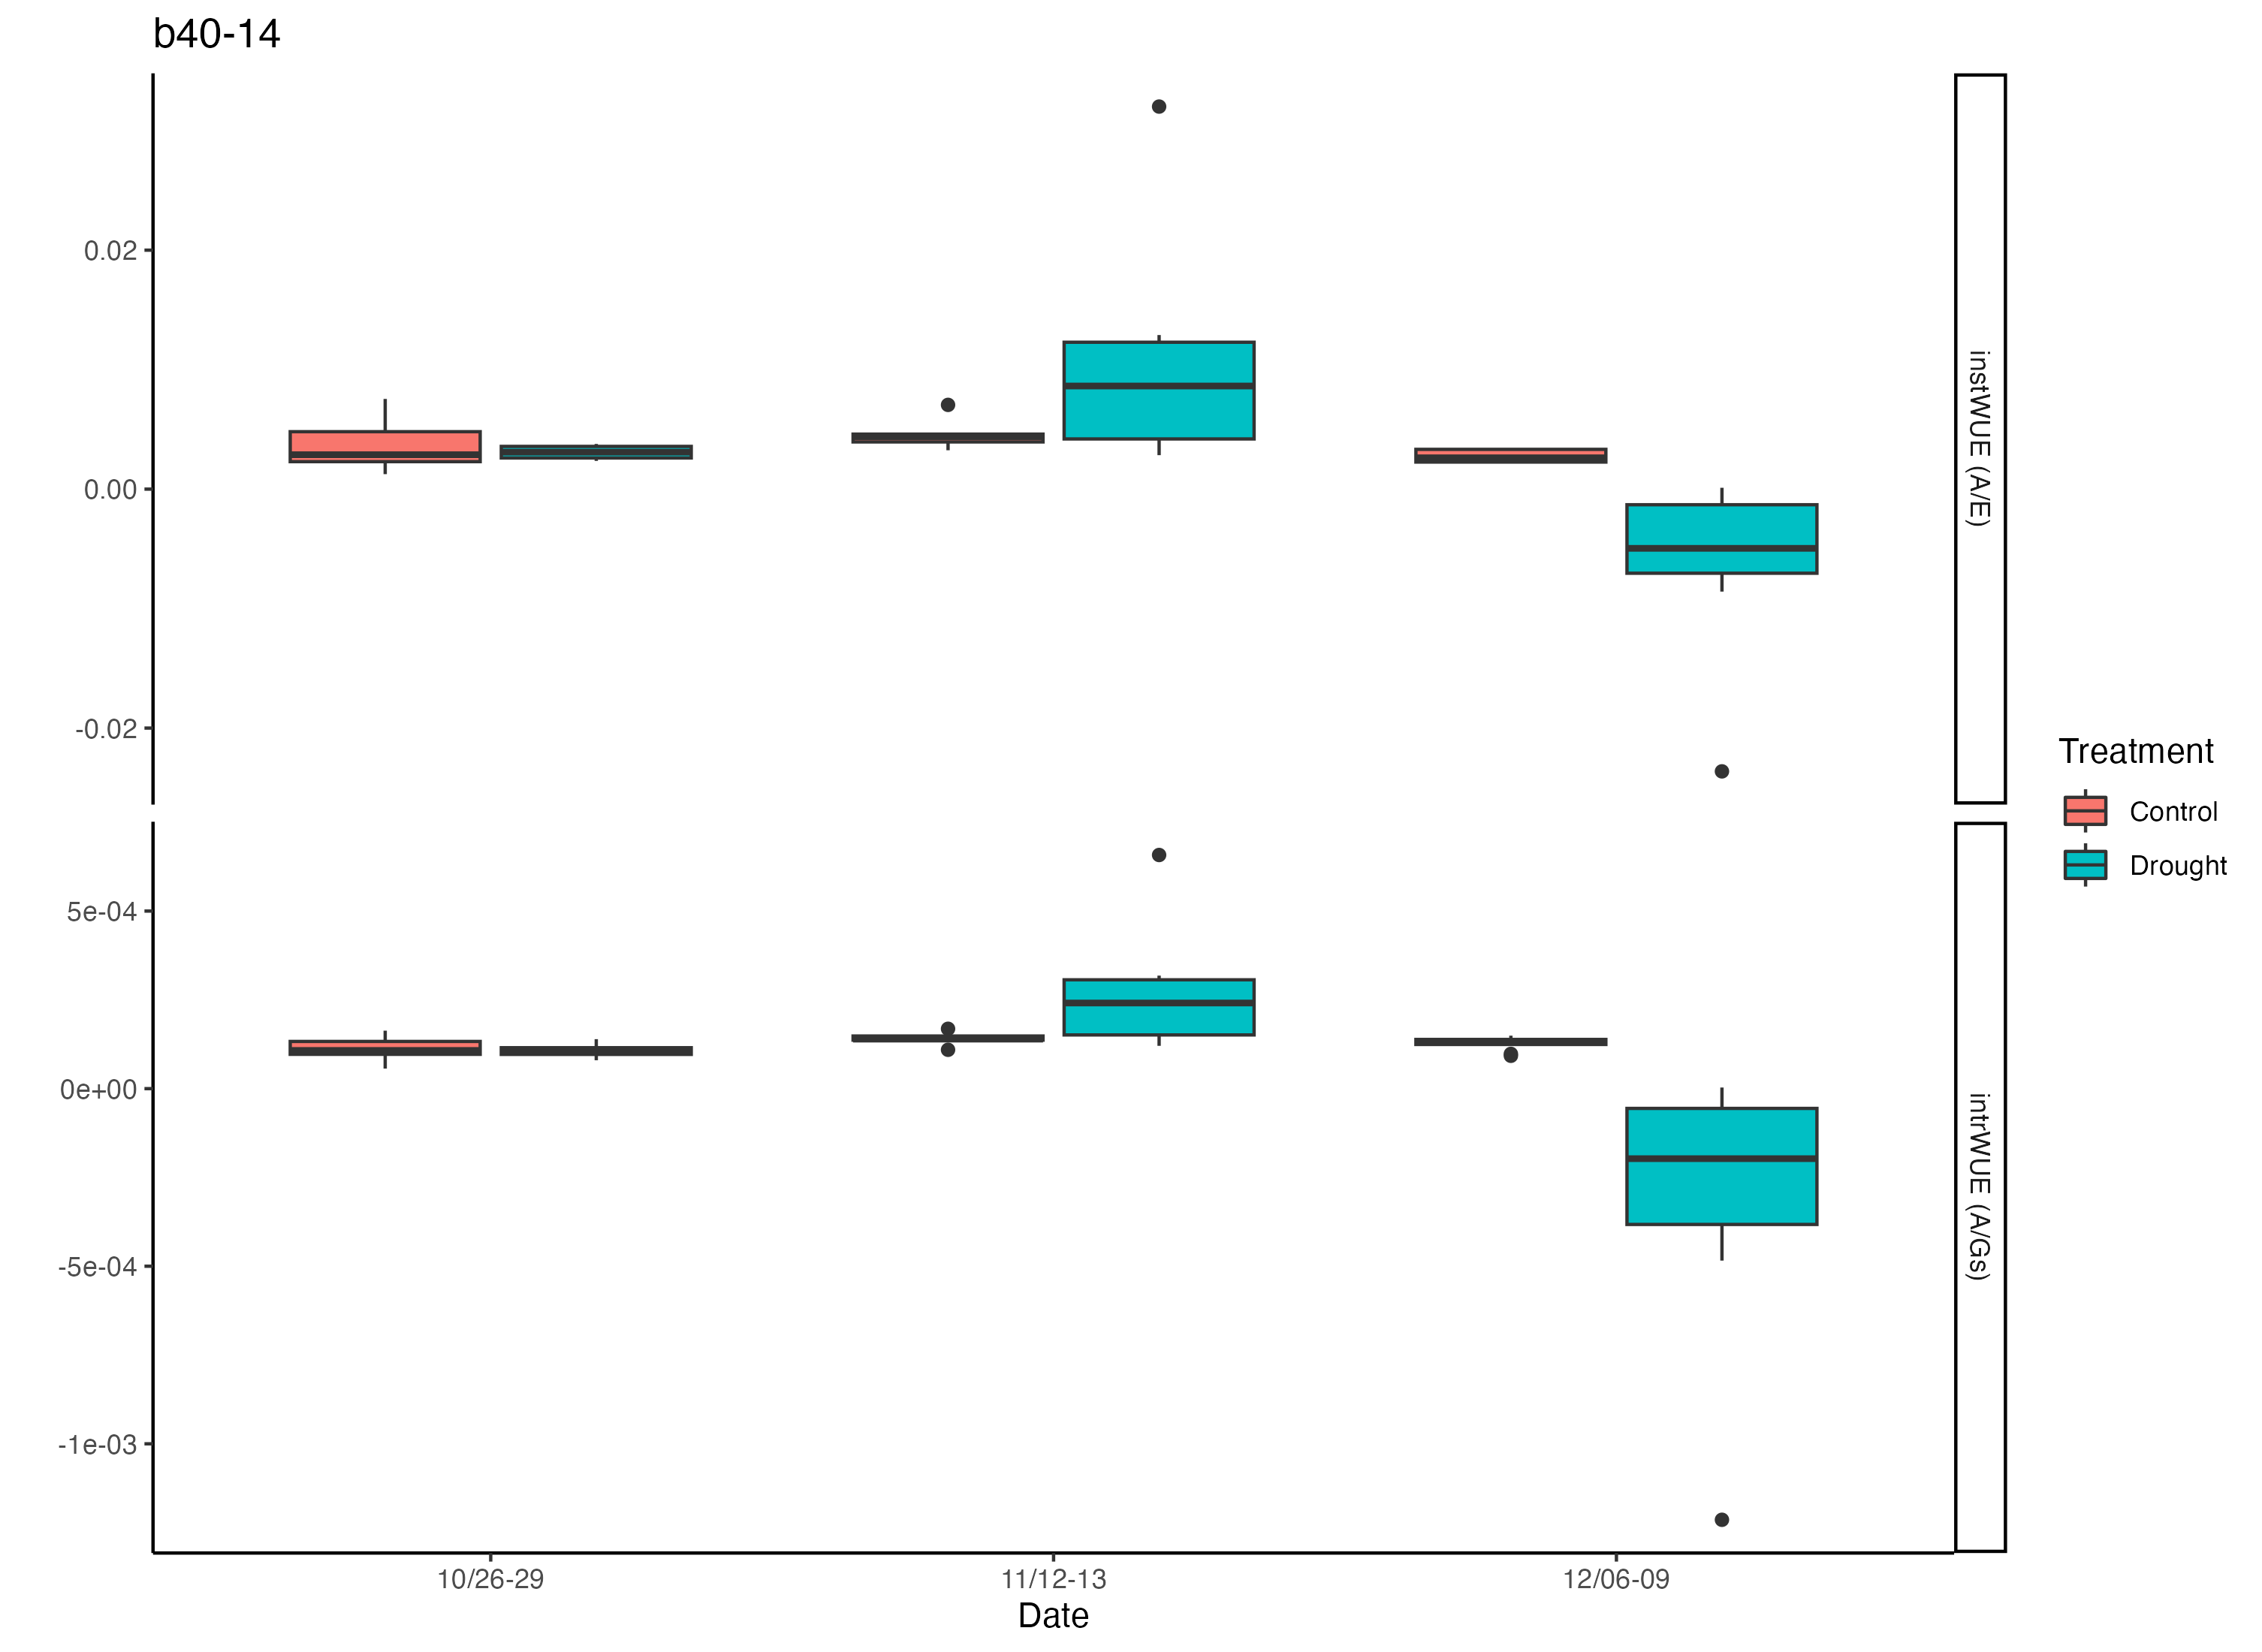 b40-14
0.02
0.00
-0.02
instWUE (A/E)
5e-04
0e+00
-5e-04
-1e-03
intrWUE (A/Gs)
10/26-29
11/12-13
12/06-09
Date
Treatment
Control
Drought